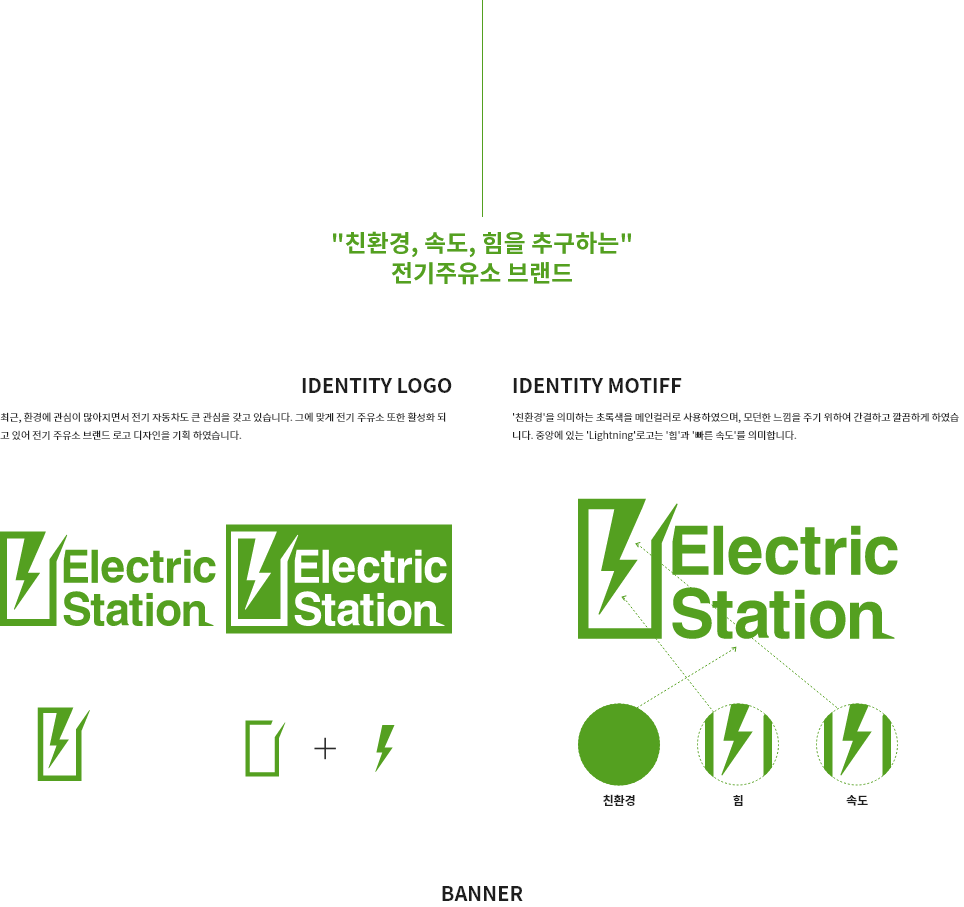 "친환경, 속도, 힘을 추구하는"
전기주유소 브랜드
IDENTITY LOGO
최근, 환경에 관심이 많아지면서 전기 자동차도 큰 관심을 갖고 있습니다. 그에 맞게 전기 주유소 또한 활성화 되
고 있어 전기 주유소 브랜드 로고 디자인을 기획 하였습니다.
IDENTITY MOTIFF
'친환경'을 의미하는 초록색을 메인컬러로 사용하였으며, 모던한 느낌을 주기 위하여 간결하고 깔끔하게 하였습
니다. 중앙에 있는 'Lightning'로고는 '힘'과 '빠른 속도'를 의미합니다.
Electric
Station
Electric
Station
Electric
Station
친환경
힘
속도
BANNER